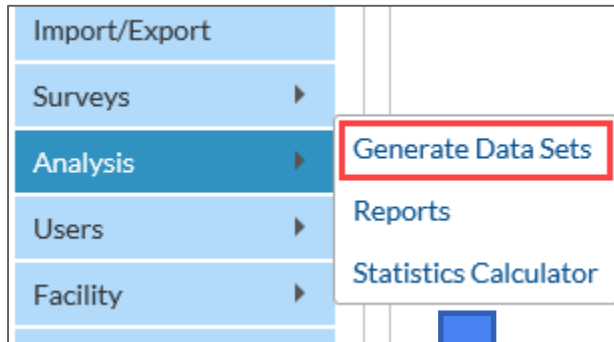 Import/Export
Surveys
Analysis
Users
Facility
Generate Data Sets
Reports
Statistics Calculator